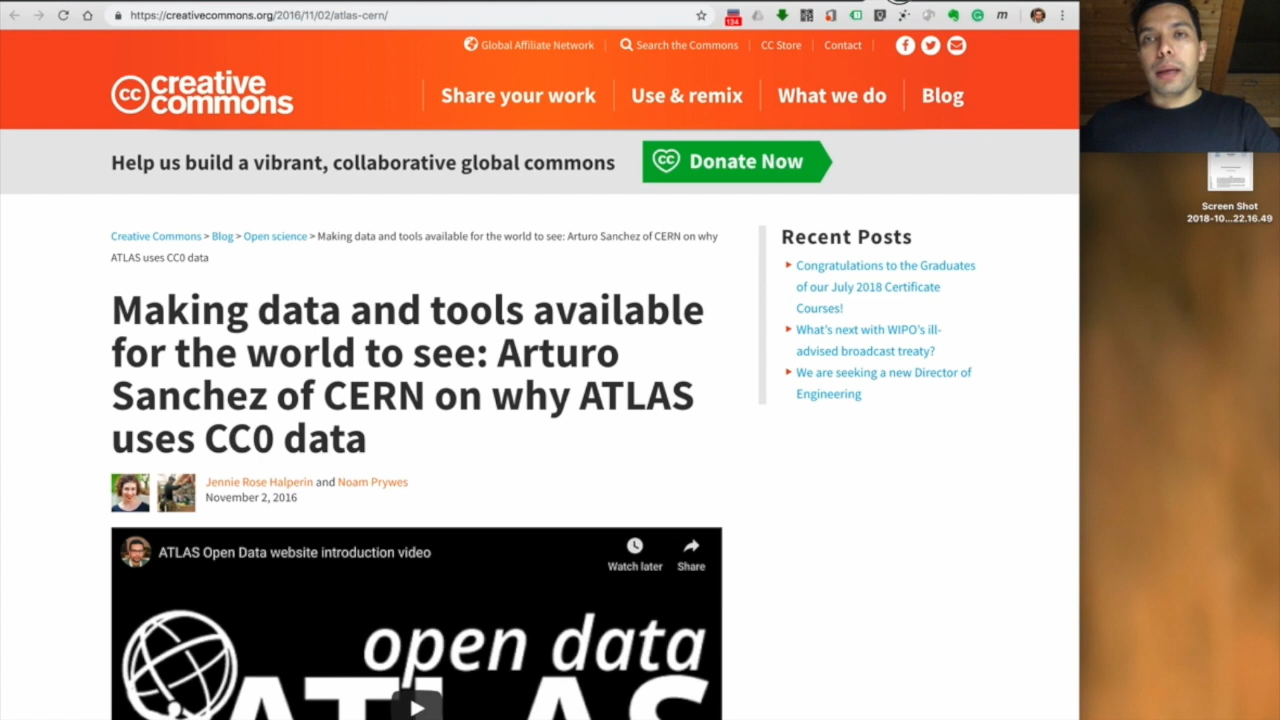 https://creativecommons.org/2016/11/02/atlas-cern/
134
m
Global Affiliate Network
Search the Commons
CC Store
Contact
cc creative
commons
Share your work
Use & remix
What we do
Blog
Help us build a vibrant, collaborative global commons
cc Donate Now
Creative Commons > Blog > Open science > Making data and tools available for the world to see: Arturo Sanchez of CERN on why
ATLAS uses CC0 data
Making data and tools available
for the world to see: Arturo
Sanchez of CERN on why ATLAS
uses CC0 data
Jennie Rose Halperin and Noam Prywes
November 2, 2016
ATLAS Open Data website introduction video
Watch later
Share
open data
ATLAS
Recent Posts
Congratulations to the Graduates
of our July 2018 Certificate
Courses!
What's next with WIPO's ill-
advised broadcast treaty?
We are seeking a new Director of
Engineering
Screen Shot
2018-10...22.16.49